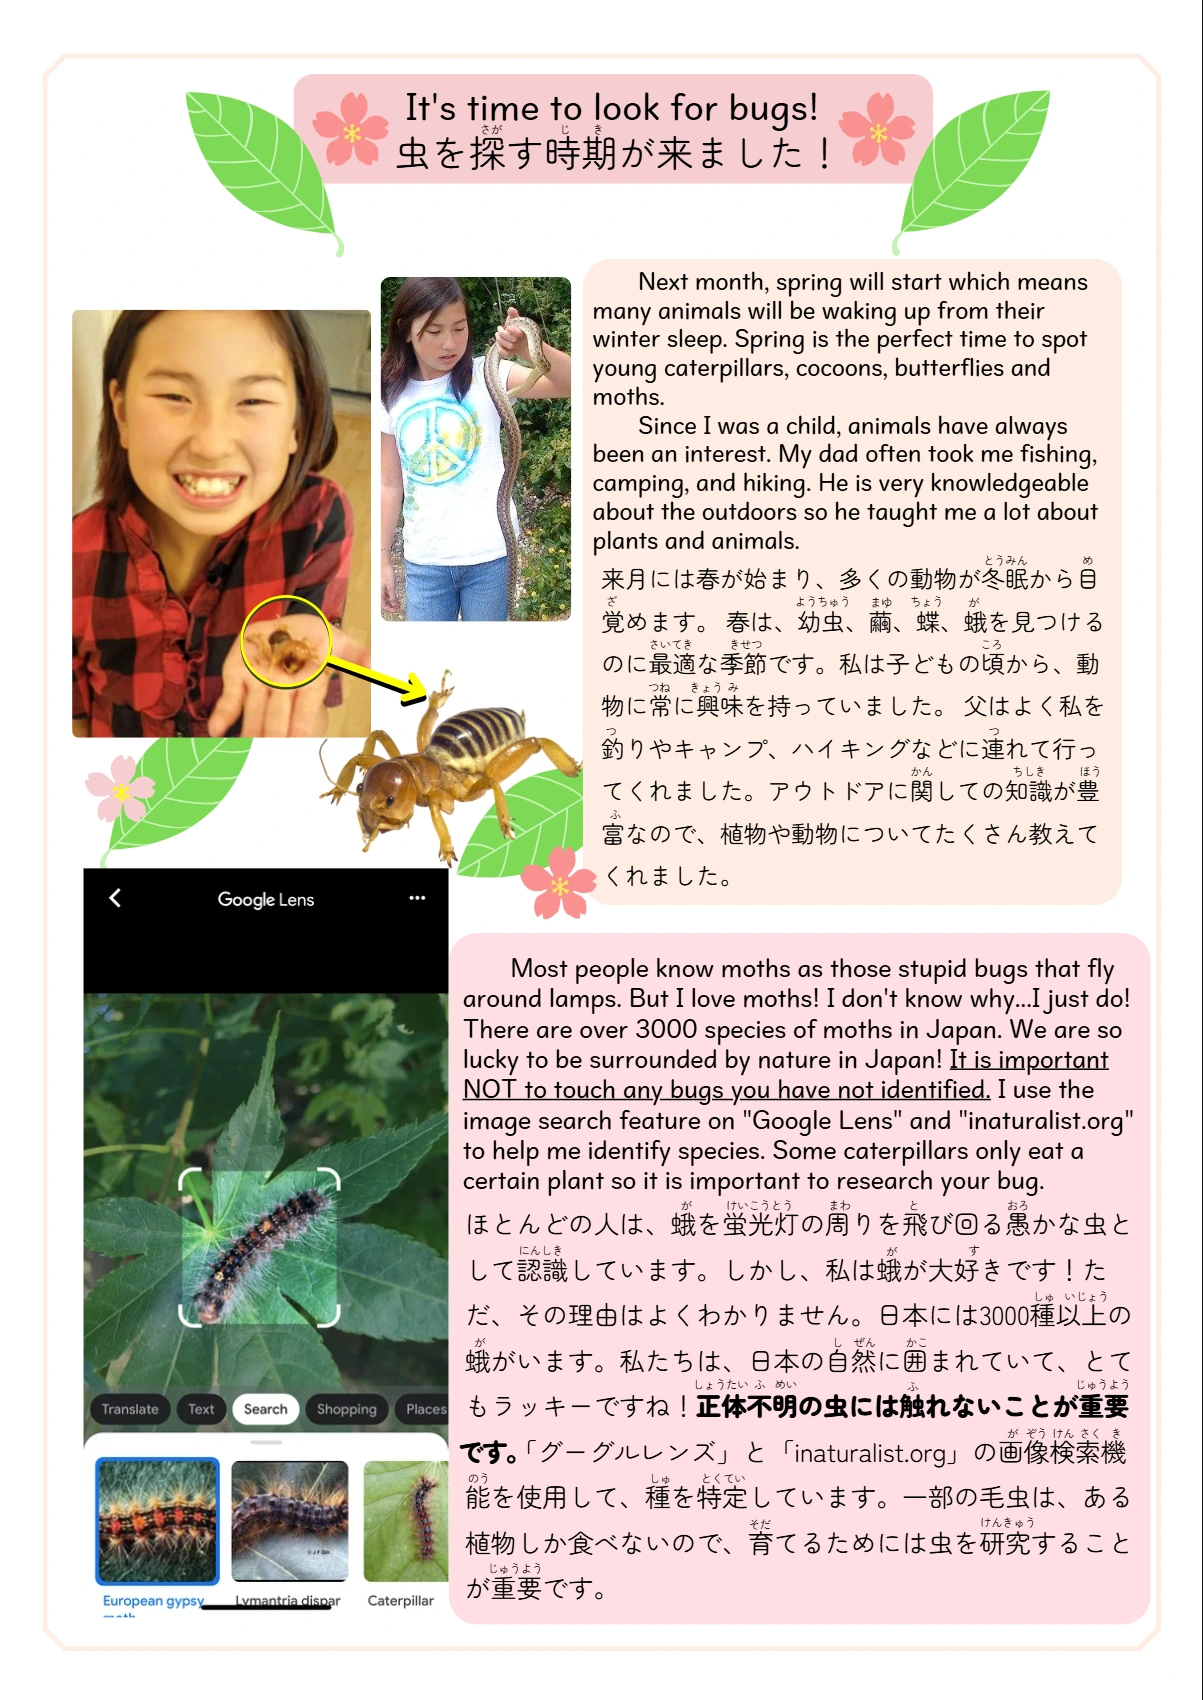 It's time to look for bugs!
虫を探す時期が来ました！
Next month, spring will start which means
many animals will be waking up from their
winter sleep. Spring is the perfect time to spot
young caterpillars, cocoons, butterflies and
moths.
Since I was a child, animals have always
been an interest. My dad often took me fishing,
camping, and hiking. He is very knowledgeable
about the outdoors so he taught me a lot about
plants and animals.
来月には春が始まり、多くの動物が冬眠から目
覚めます。 春は、幼虫、繭、蝶、蛾を見つける
のに最適な季節です。私は子どもの頃から、動
物に常に興味を持っていました。 父はよく私を
釣りやキャンプ、ハイキングなどに連れて行っ
てくれました。アウトドアに関しての知識が豊
富なので、植物や動物についてたくさん教えて
くれました。
Google Lens
Translate
Text
Search
Shopping
Places
European gypsy
moth
Lymantria dispar
Caterpillar
Most people know moths as those stupid bugs that fly
around lamps. But I love moths! I don't know why...I just do!
There are over 3000 species of moths in Japan. We are so
lucky to be surrounded by nature in Japan! It is important
NOT to touch any bugs you have not identified. I use the
image search feature on "Google Lens" and "inaturalist.org"
to help me identify species. Some caterpillars only eat a
certain plant so it is important to research your bug.
ほとんどの人は、蛾を蛍光灯の周りを飛び回る愚かな虫と
して認識しています。しかし、私は蛾が大好きです！た
だ、その理由はよくわかりません。日本には3000種以上の
蛾がいます。私たちは、日本の自然に囲まれていて、とて
もラッキーですね！正体不明の虫には触れないことが重要
です。「グーグルレンズ」と「inaturalist.org」の画像検索機
能を使用して、種を特定しています。一部の毛虫は、ある
植物しか食べないので、育てるためには虫を研究すること
が重要です。